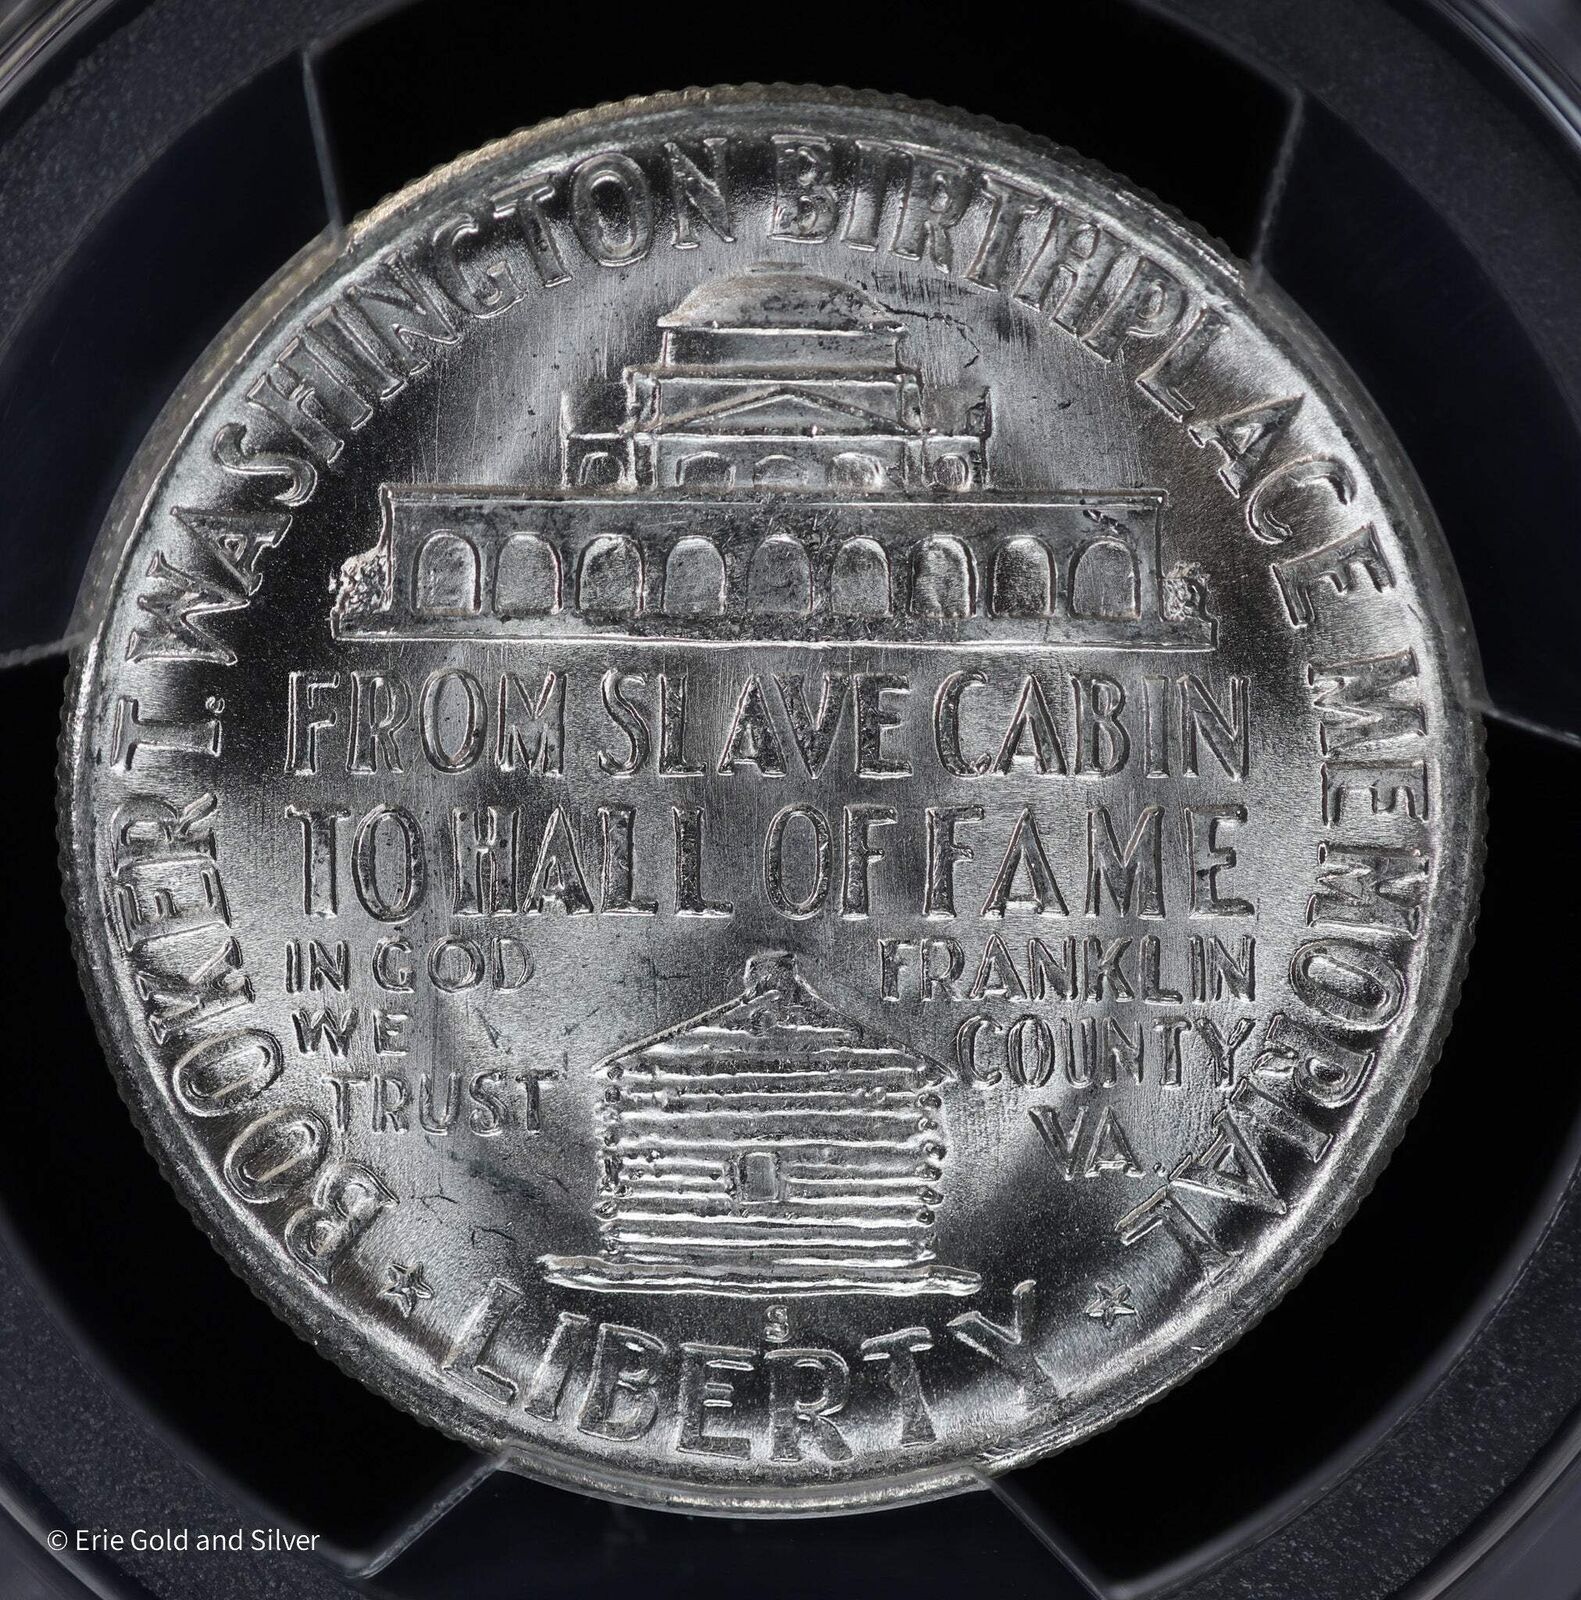 BOOKER T. WASHINGTON BIRTHPLACE MEMORIAL
FROM SLAVE CABIN
TO HALL OF FAME
IN GOD
WE
TRUST
FRANKLIN
COUNTY
VA.
S
★ LIBERTY ★
© Erie Gold and Silver